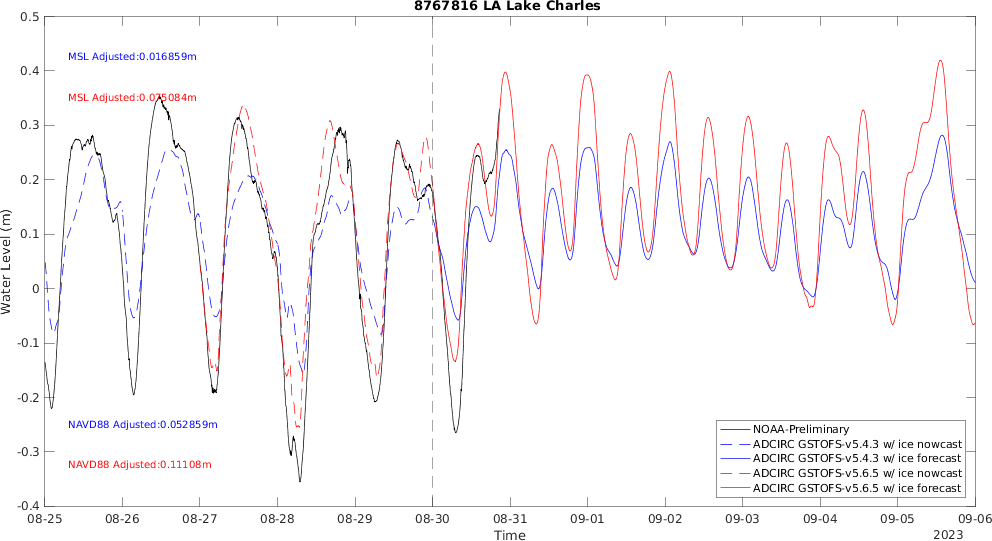 8767816 LA Lake Charles
0.5
MSL Adjusted:0.016859m
0.4
MSL Adjusted:0.075084m
0.3
0.2
0.1
Water Level (m)
0
-0.1
-0.2
NAVD88 Adjusted:0.052859m
-0.3
NAVD88 Adjusted:0.11108m
-0.4
NOAA-Preliminary
ADCIRC GSTOFS-v5.4.3 w/ ice nowcast
ADCIRC GSTOFS-v5.4.3 w/ ice forecast
ADCIRC GSTOFS-v5.6.5 w/ ice nowcast
ADCIRC GSTOFS-v5.6.5 w/ ice forecast
08-25 08-26 08-27 08-28 08-29 08-30 08-31 09-01 09-02 09-03 09-04 09-05 09-06
Time
2023